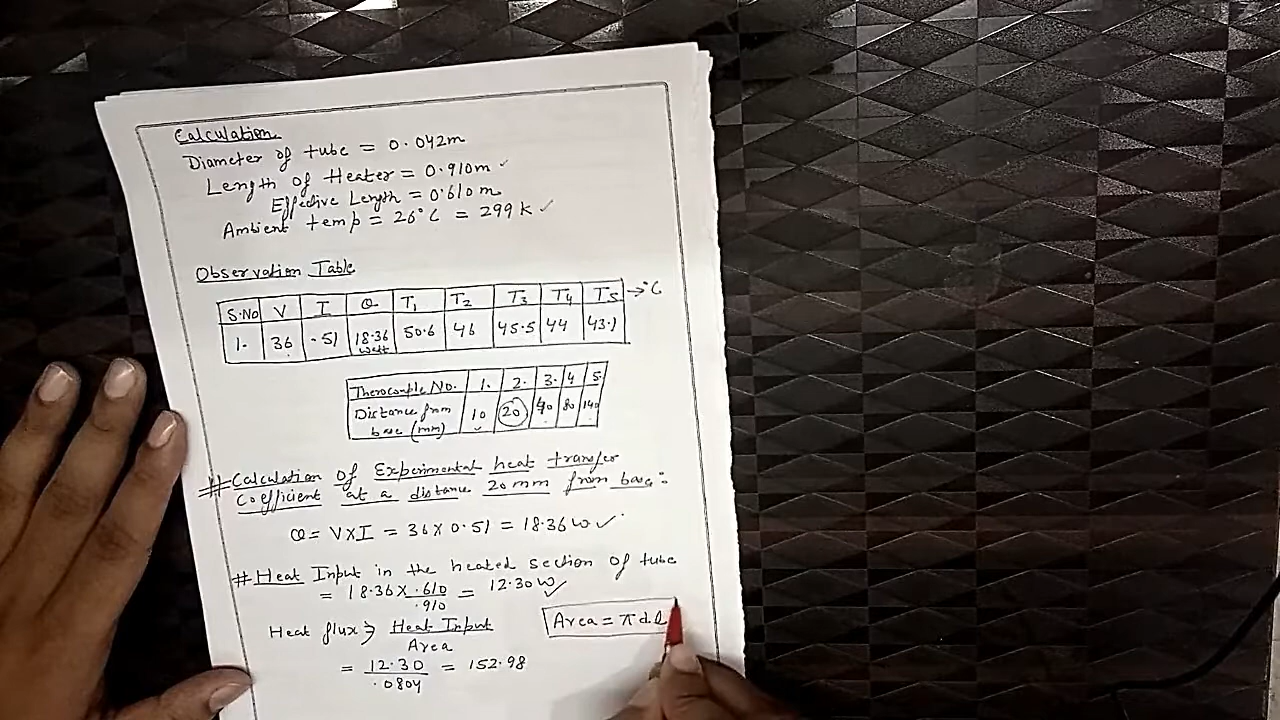 Calculation
Diameter of tube = 0.042m
Length of Heater = 0.910m ✓
Effective Length = 0.610m
Ambient temp = 26°C = 299 K ✓
Observation Table
S.No V I Q T1 T2 T3 T4 T5 → °C
1. 36 .51 18.36 watt 50.6 46 45.5 44 43.1
Therocouple No. 1. 2. 3. 4 5
Distance from base (mm) 10 20 40 80 140
# Calculation of Experimental heat transfer
Coefficient at a distance 20 mm from base:
Q = V X I = 36 X 0.51 = 18.36 W ✓
# Heat Input in the heated section of tube
= 18.36 X .610/.910 = 12.30 W ✓
Heat flux ⇒ Heat Input/Area
Area = πdl
= 12.30/.0804 = 152.98